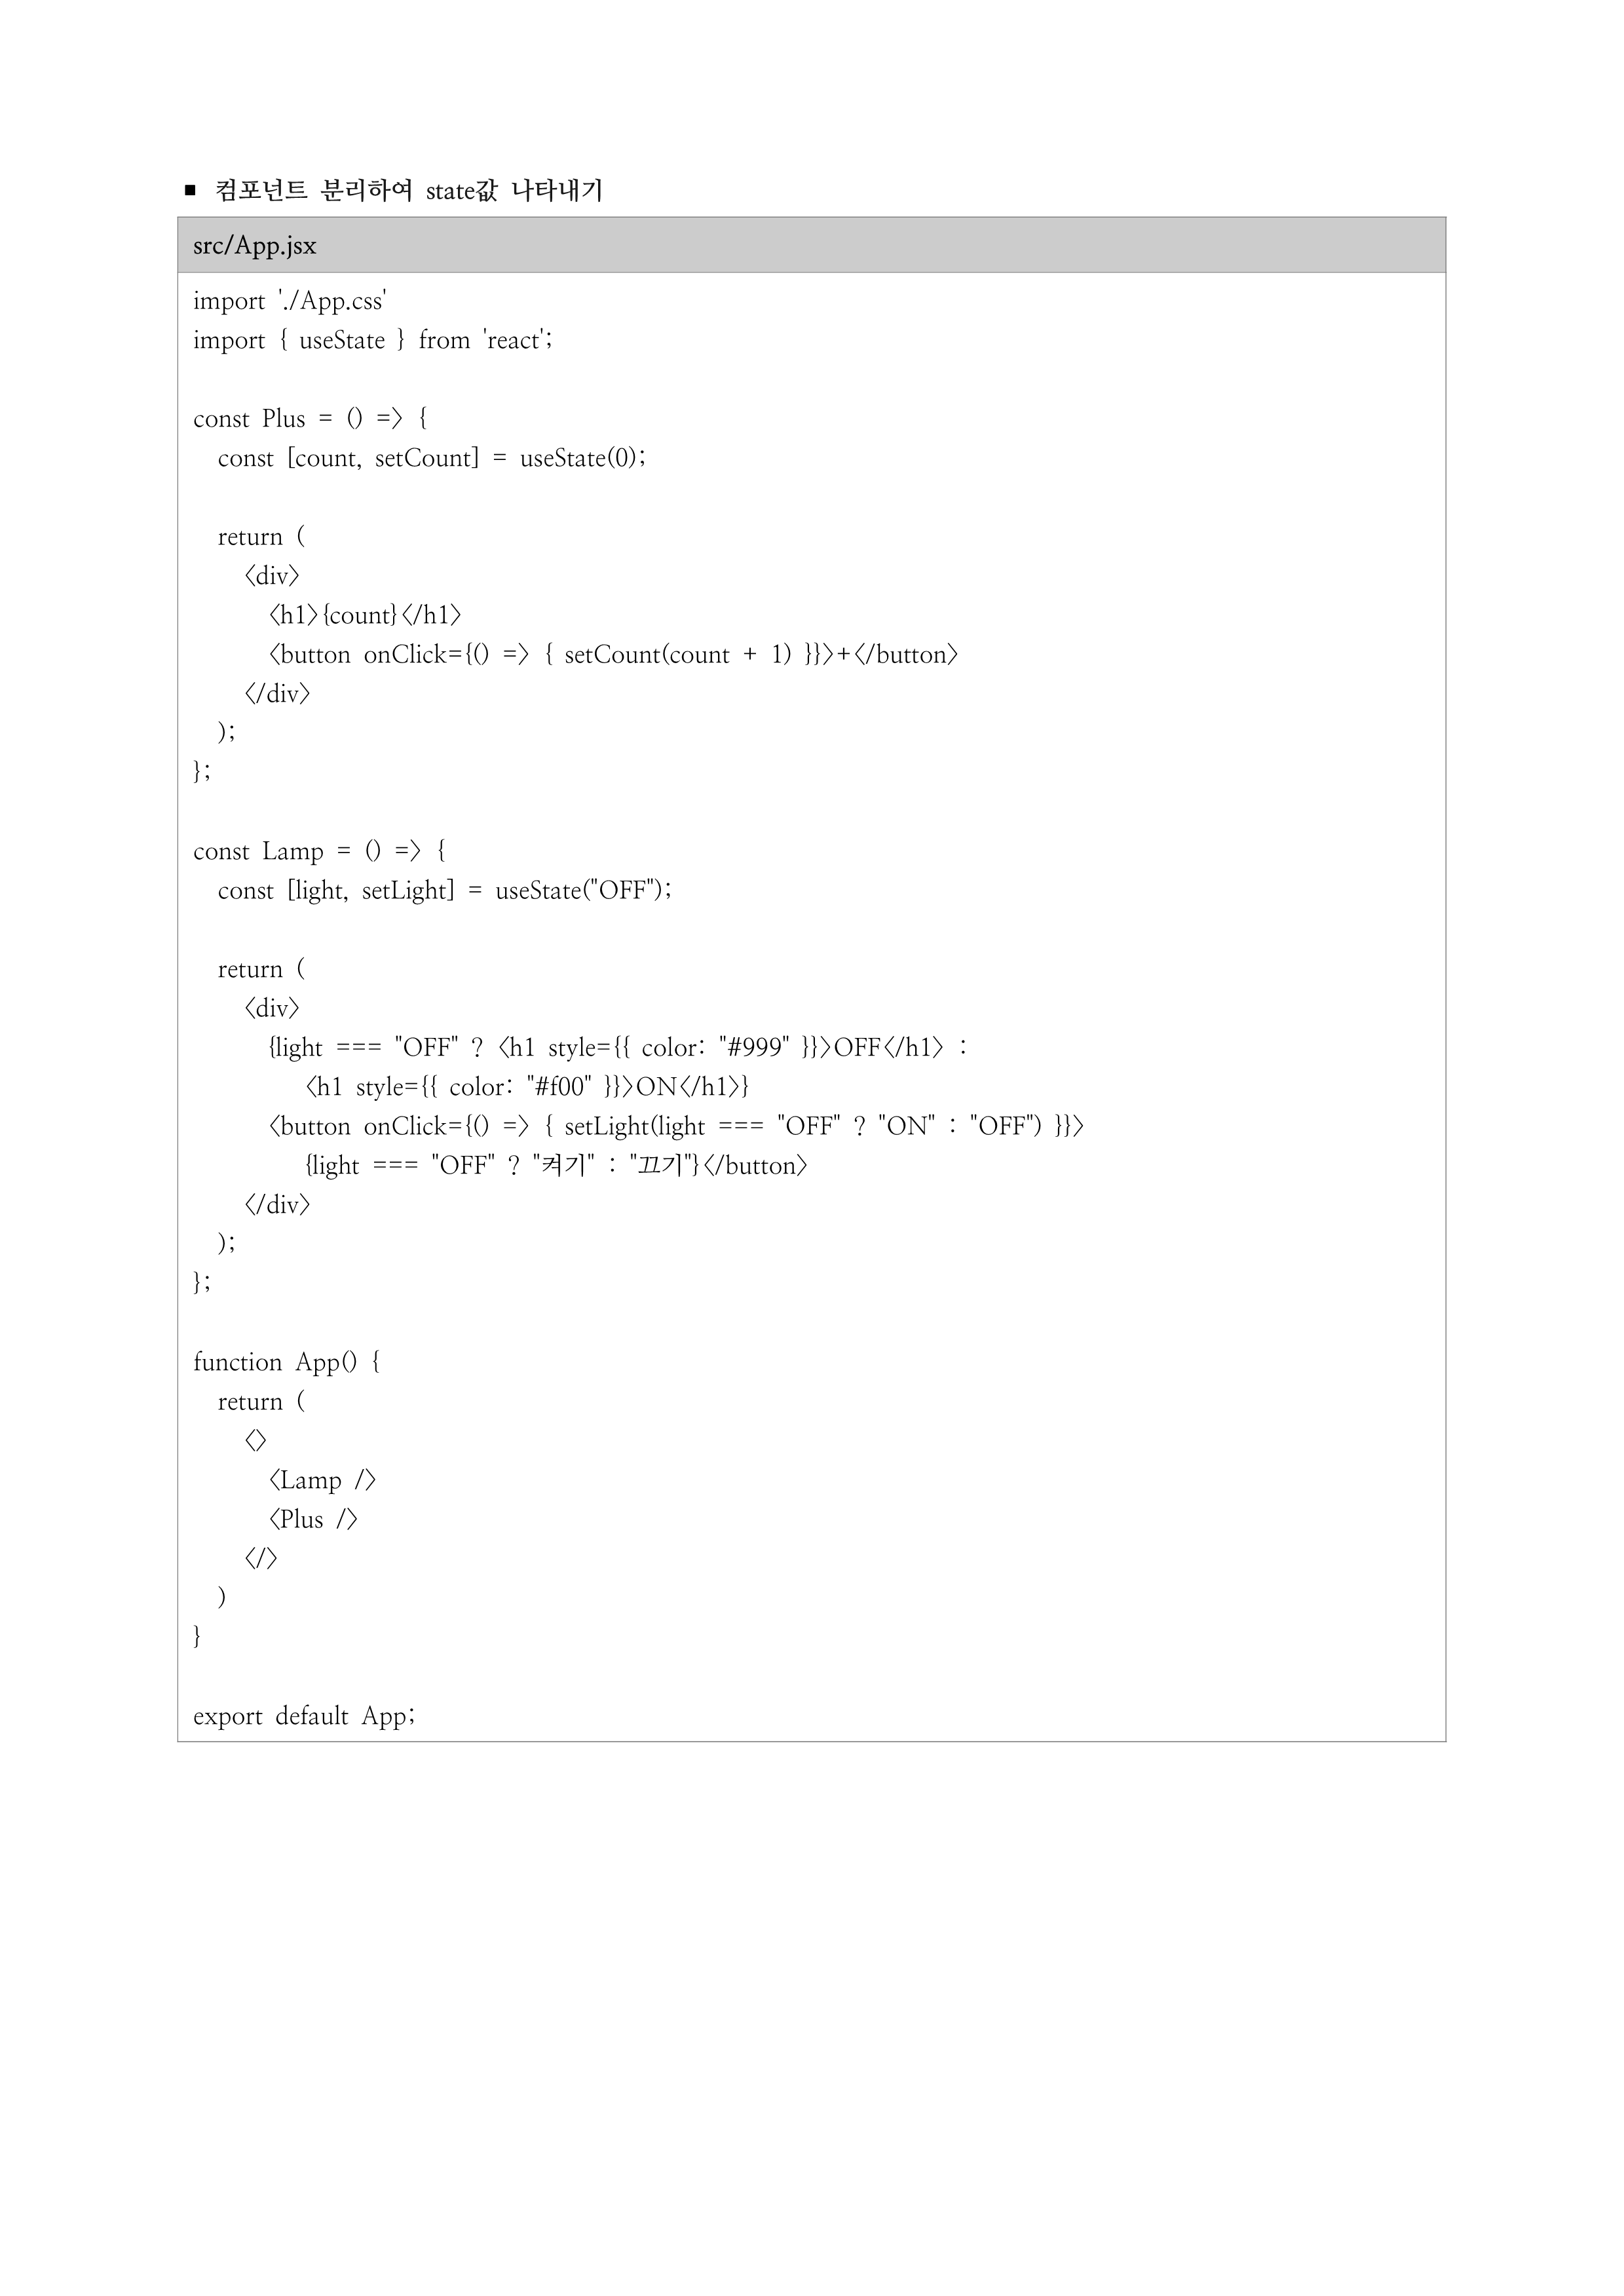 ■ 컴포넌트 분리하여 state값 나타내기
src/App.jsx
import './App.css'
import { useState } from 'react';

const Plus = () => {
  const [count, setCount] = useState(0);

  return (
    <div>
      <h1>{count}</h1>
      <button onClick={() => { setCount(count + 1) }}>+</button>
    </div>
  );
};

const Lamp = () => {
  const [light, setLight] = useState("OFF");

  return (
    <div>
      {light === "OFF" ? <h1 style={{ color: "#999" }}>OFF</h1> :
         <h1 style={{ color: "#f00" }}>ON</h1>}
      <button onClick={() => { setLight(light === "OFF" ? "ON" : "OFF") }}>
         {light === "OFF" ? "켜기" : "끄기"}</button>
    </div>
  );
};

function App() {
  return (
    <>
      <Lamp />
      <Plus />
    </>
  )
}

export default App;